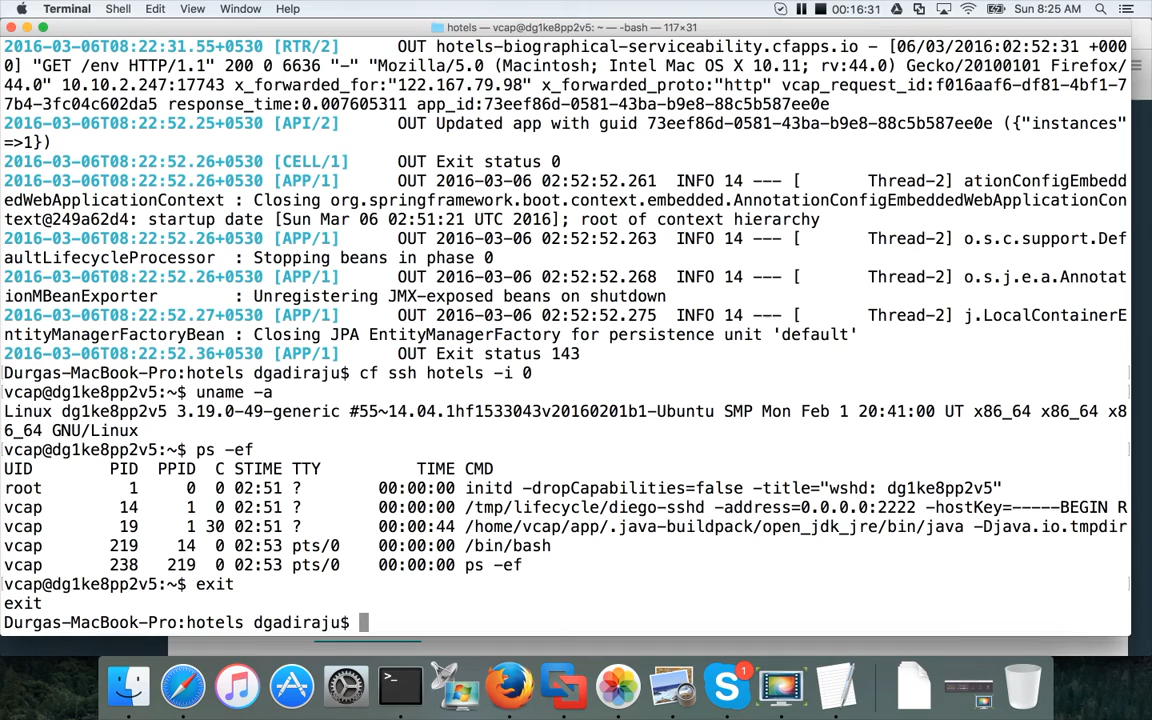 Terminal Shell Edit View Window Help 00:16:31 Sun 8:25 AM
hotels — vcap@dg1ke8pp2v5: ~ — -bash — 117×31
2016-03-06T08:22:31.55+0530 [RTR/2]      OUT hotels-biographical-serviceability.cfapps.io - [06/03/2016:02:52:31 +000
0] "GET /env HTTP/1.1" 200 0 6636 "-" "Mozilla/5.0 (Macintosh; Intel Mac OS X 10.11; rv:44.0) Gecko/20100101 Firefox/
44.0" 10.10.2.247:17743 x_forwarded_for:"122.167.79.98" x_forwarded_proto:"http" vcap_request_id:f016aaf6-df81-4bf1-7
7b4-3fc04c602da5 response_time:0.007605311 app_id:73eef86d-0581-43ba-b9e8-88c5b587ee0e
2016-03-06T08:22:52.25+0530 [API/2]      OUT Updated app with guid 73eef86d-0581-43ba-b9e8-88c5b587ee0e ({"instances"
=>1})
2016-03-06T08:22:52.26+0530 [CELL/1]     OUT Exit status 0
2016-03-06T08:22:52.26+0530 [APP/1]      OUT 2016-03-06 02:52:52.261  INFO 14 --- [       Thread-2] ationConfigEmbedd
edWebApplicationContext : Closing org.springframework.boot.context.embedded.AnnotationConfigEmbeddedWebApplicationCon
text@249a62d4: startup date [Sun Mar 06 02:51:21 UTC 2016]; root of context hierarchy
2016-03-06T08:22:52.26+0530 [APP/1]      OUT 2016-03-06 02:52:52.263  INFO 14 --- [       Thread-2] o.s.c.support.Def
aultLifecycleProcessor  : Stopping beans in phase 0
2016-03-06T08:22:52.26+0530 [APP/1]      OUT 2016-03-06 02:52:52.268  INFO 14 --- [       Thread-2] o.s.j.e.a.Annotat
ionMBeanExporter        : Unregistering JMX-exposed beans on shutdown
2016-03-06T08:22:52.27+0530 [APP/1]      OUT 2016-03-06 02:52:52.275  INFO 14 --- [       Thread-2] j.LocalContainerE
ntityManagerFactoryBean : Closing JPA EntityManagerFactory for persistence unit 'default'
2016-03-06T08:22:52.36+0530 [APP/1]      OUT Exit status 143
Durgas-MacBook-Pro:hotels dgadiraju$ cf ssh hotels -i 0
vcap@dg1ke8pp2v5:~$ uname -a
Linux dg1ke8pp2v5 3.19.0-49-generic #55~14.04.1hf1533043v20160201b1-Ubuntu SMP Mon Feb 1 20:41:00 UT x86_64 x86_64 x8
6_64 GNU/Linux
vcap@dg1ke8pp2v5:~$ ps -ef
UID        PID  PPID  C STIME TTY          TIME CMD
root         1     0  0 02:51 ?        00:00:00 initd -dropCapabilities=false -title="wshd: dg1ke8pp2v5"
vcap        14     1  0 02:51 ?        00:00:00 /tmp/lifecycle/diego-sshd -address=0.0.0.0:2222 -hostKey=-----BEGIN R
vcap        19     1 30 02:51 ?        00:00:44 /home/vcap/app/.java-buildpack/open_jdk_jre/bin/java -Djava.io.tmpdir
vcap       219    14  0 02:53 pts/0    00:00:00 /bin/bash
vcap       238   219  0 02:53 pts/0    00:00:00 ps -ef
vcap@dg1ke8pp2v5:~$ exit
exit
Durgas-MacBook-Pro:hotels dgadiraju$
1